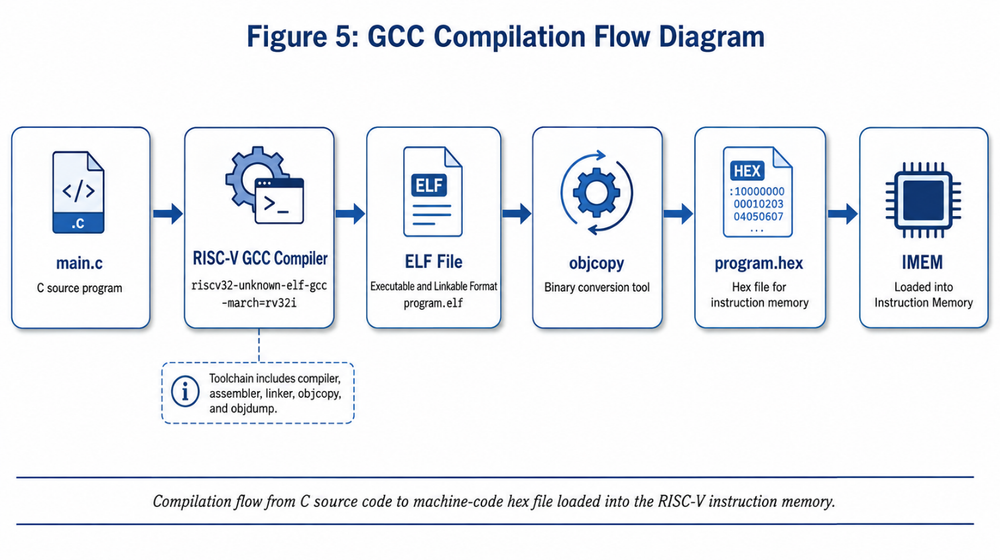 Figure 5: GCC Compilation Flow Diagram
</>
.C
main.c
C source program
>_
RISC-V GCC Compiler
riscv32-unknown-elf-gcc
-march=rv32i
ELF
ELF File
Executable and Linkable Format
program.elf
objcopy
Binary conversion tool
HEX
:10000000
00010203
04050607
...
program.hex
Hex file for
instruction memory
IMEM
Loaded into
Instruction Memory
i
Toolchain includes compiler,
assembler, linker, objcopy,
and objdump.
Compilation flow from C source code to machine-code hex file loaded into the RISC-V instruction memory.